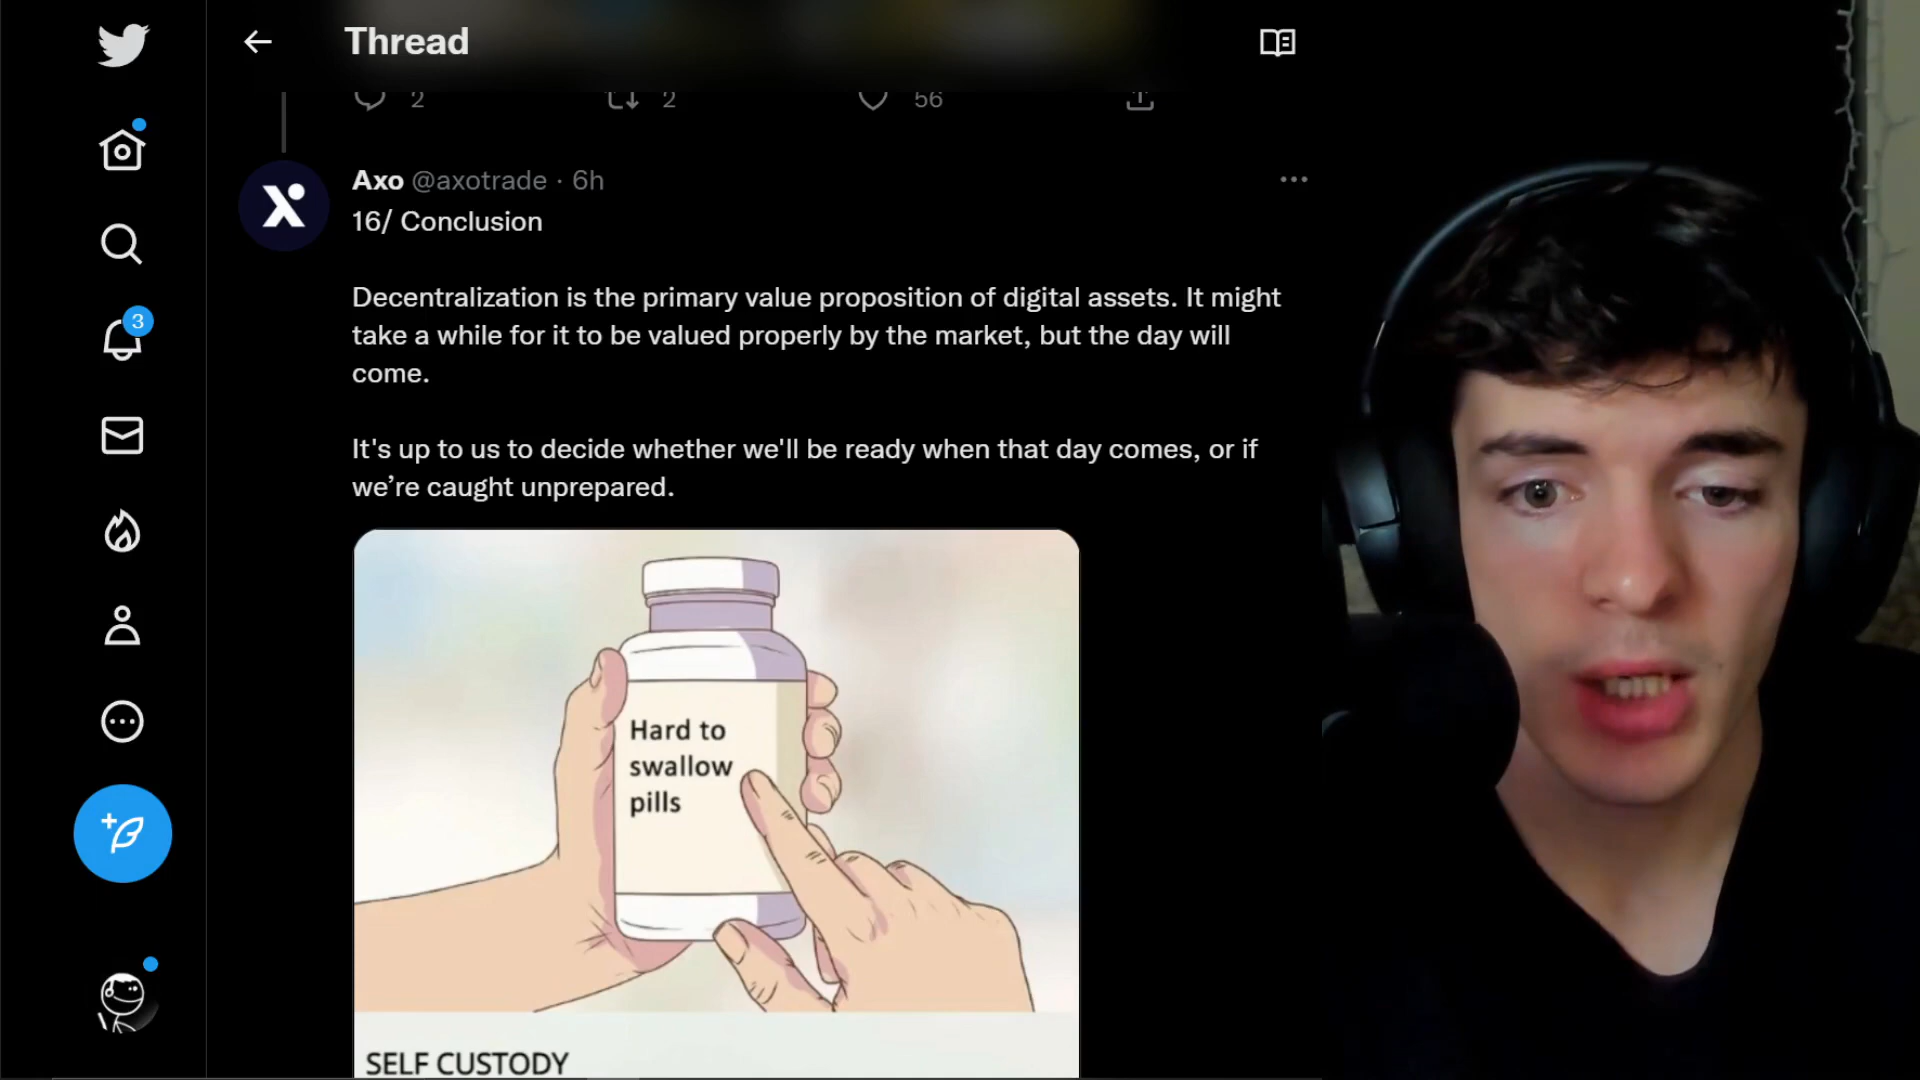 Thread
2 2 56
Axo @axotrade · 6h
16/ Conclusion
Decentralization is the primary value proposition of digital assets. It might
take a while for it to be valued properly by the market, but the day will
come.
It's up to us to decide whether we'll be ready when that day comes, or if
we’re caught unprepared.
3
Hard to
swallow
pills
SELF CUSTODY